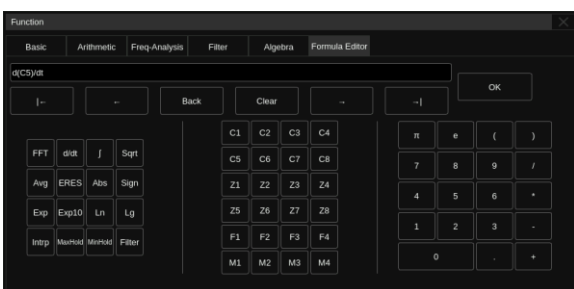 Function
Basic Arithmetic Freq-Analysis Filter Algebra Formula Editor
d(C5)/dt
OK
|← ← Back Clear → →|
C1 C2 C3 C4
π e ( )
FFT d/dt ∫ Sqrt
C5 C6 C7 C8
7 8 9 /
Avg ERES Abs Sign
Z1 Z2 Z3 Z4
4 5 6 *
Exp Exp10 Ln Lg
Z5 Z6 Z7 Z8
1 2 3 -
Intrp MaxHold MinHold Filter
F1 F2 F3 F4
0 . +
M1 M2 M3 M4